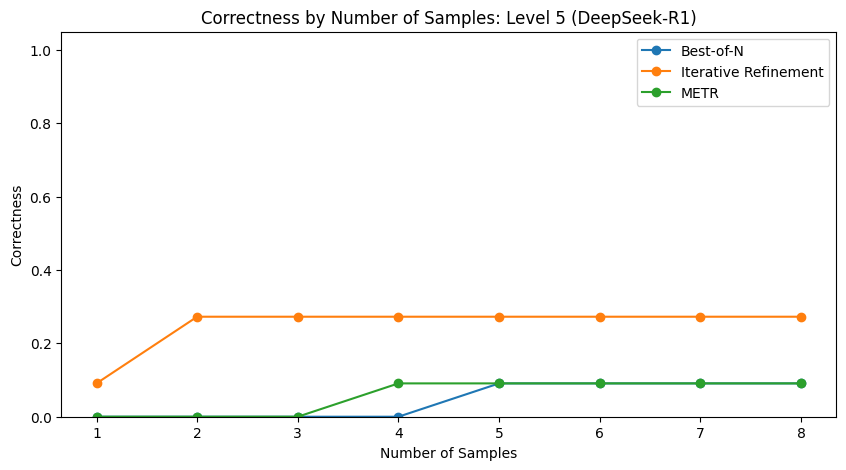 Correctness by Number of Samples: Level 5 (DeepSeek-R1)
Best-of-N
Iterative Refinement
METR
Correctness
1.0
0.8
0.6
0.4
0.2
0.0
1 2 3 4 5 6 7 8
Number of Samples